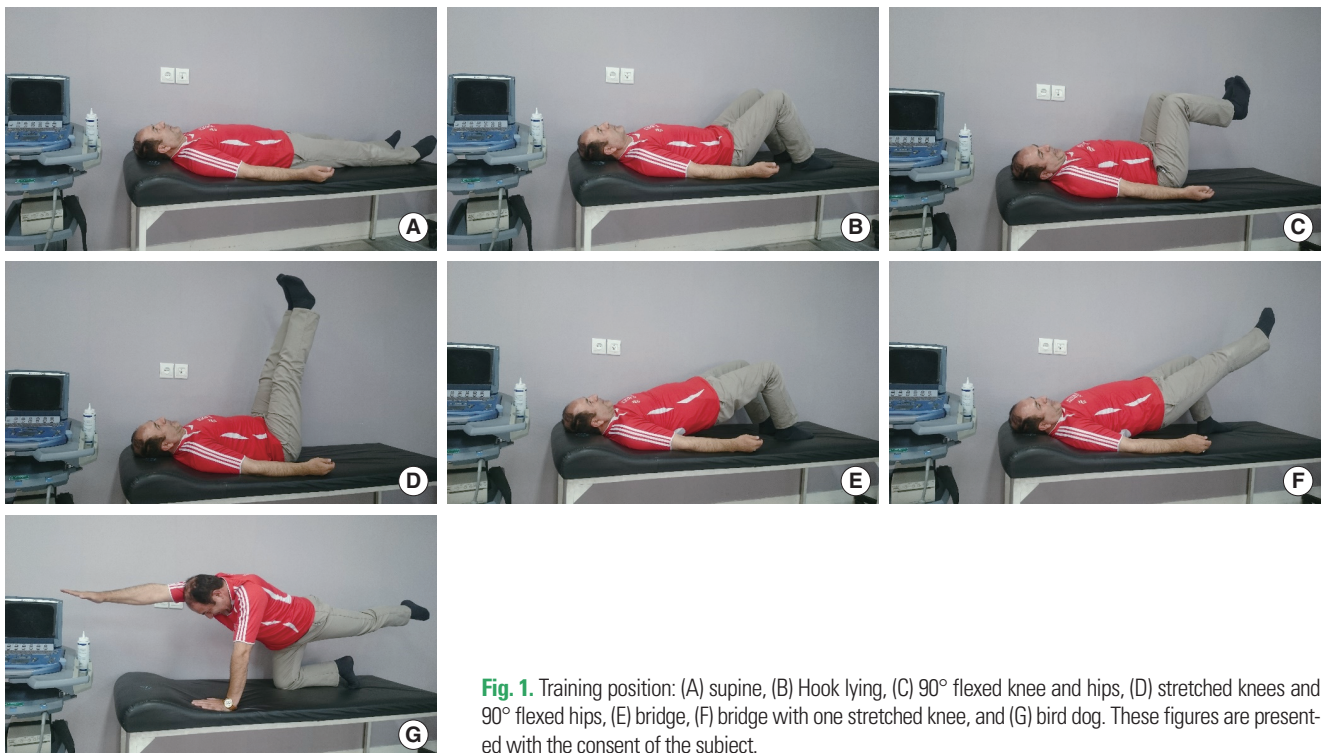 A
B
C
D
E
F
G
Fig. 1. Training position: (A) supine, (B) Hook lying, (C) 90° flexed knee and hips, (D) stretched knees and
90° flexed hips, (E) bridge, (F) bridge with one stretched knee, and (G) bird dog. These figures are present-
ed with the consent of the subject.